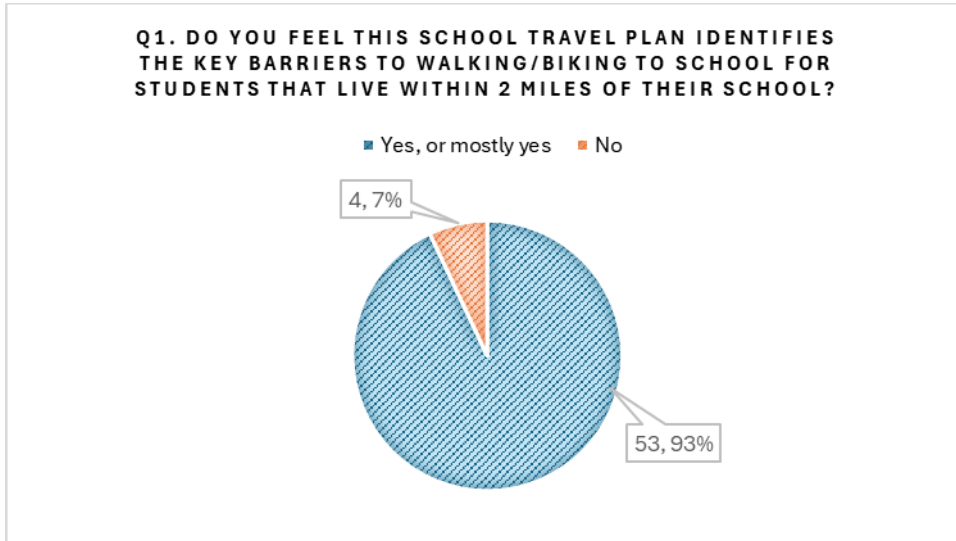 Q1. DO YOU FEEL THIS SCHOOL TRAVEL PLAN IDENTIFIES
THE KEY BARRIERS TO WALKING/BIKING TO SCHOOL FOR
STUDENTS THAT LIVE WITHIN 2 MILES OF THEIR SCHOOL?
Yes, or mostly yes No
4, 7%
53, 93%